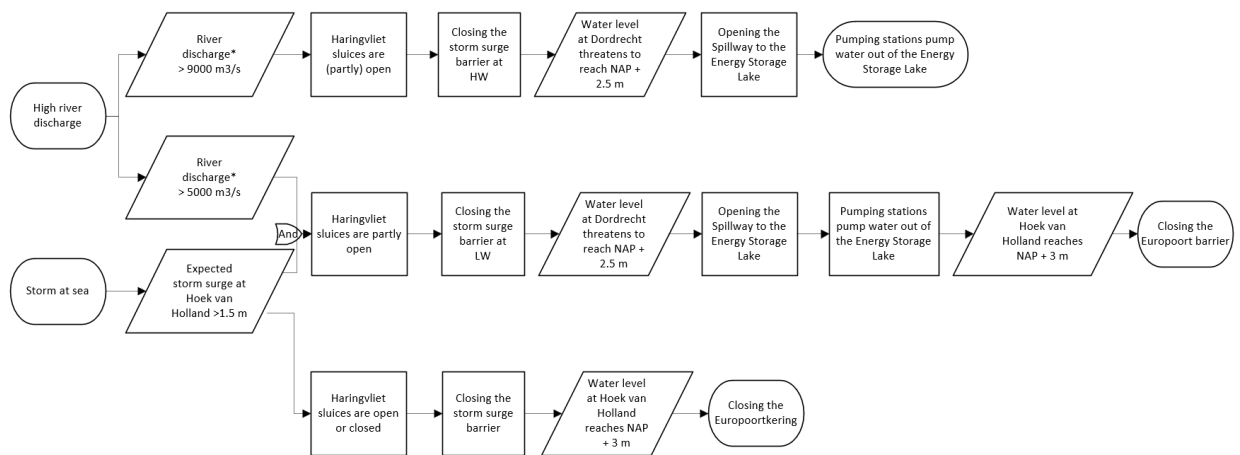 High river
discharge
River
discharge*
> 9000 m3/s
Haringvliet
sluices are
(partly) open
Closing the
storm surge
barrier at
HW
Water level
at Dordrecht
threatens to
reach NAP +
2.5 m
Opening the
Spillway to the
Energy Storage
Lake
Pumping stations pump
water out of the Energy
Storage Lake
River
discharge*
> 5000 m3/s
And
Haringvliet
sluices are partly
open
Closing the
storm surge
barrier at
LW
Water level
at Dordrecht
threatens to
reach NAP +
2.5 m
Opening the
Spillway to the
Energy Storage
Lake
Pumping stations
pump water out of
the Energy Storage
Lake
Water level at
Hoek van
Holland reaches
NAP + 3 m
Closing the
Europoort barrier
Storm at sea
Expected
storm surge at
Hoek van
Holland >1.5 m
Haringvliet
sluices are open
or closed
Closing the
storm surge
barrier
Water level
at Hoek van
Holland
reaches NAP
+ 3 m
Closing the
Europoortkering